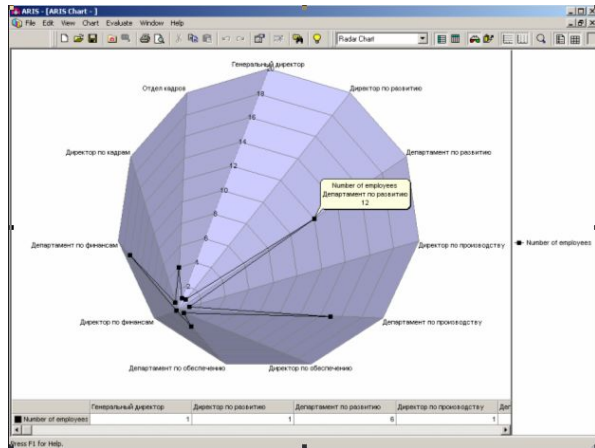 ARIS - [ARIS Chart - ]
File Edit View Chart Evaluate Window Help
Radar Chart
Генеральный директор
20
Отдел кадров
Директор по развитию
18
16
14
Директор по кадрам
Департамент по развитию
12
10
Number of employees
Департамент по развитию
12
8
Департамент по финансам
Директор по производству
Number of employees
6
4
2
Директор по финансам
Департамент по производству
Департамент по обеспечению
Директор по обеспечению
Генеральный директор Директор по развитию Департамент по развитию Директор по производству Деп
Number of employees 1 1 6 1
Press F1 for Help.